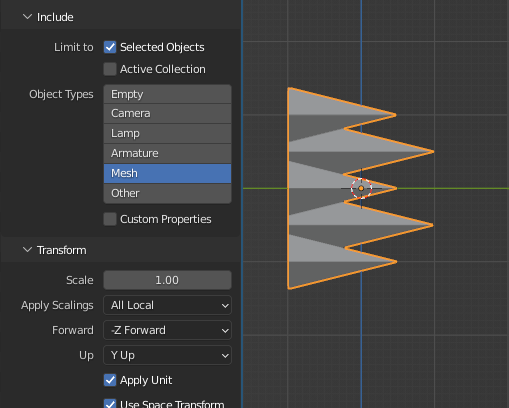 Include
Limit to Selected Objects
Active Collection
Object Types Empty
Camera
Lamp
Armature
Mesh
Other
Custom Properties
Transform
Scale 1.00
Apply Scalings All Local
Forward -Z Forward
Up Y Up
Apply Unit
Use Space Transform